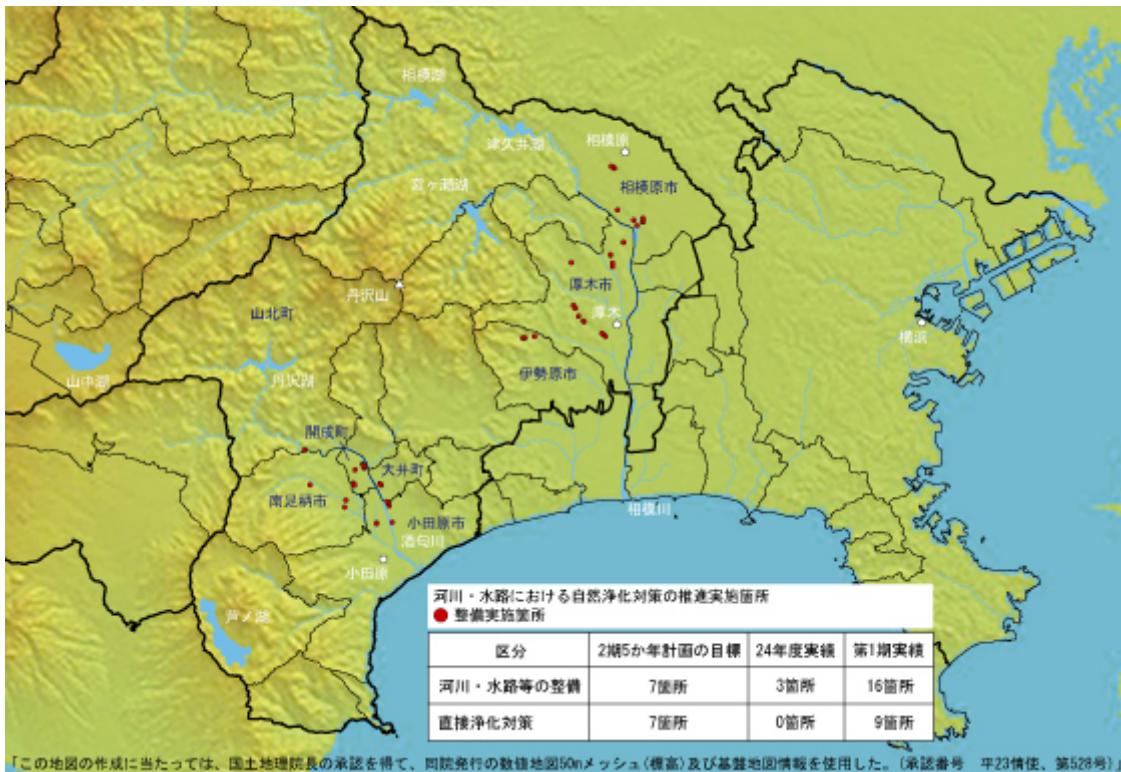 相模湖
津久井湖
相模原
相模原市
宮ヶ瀬湖
丹沢山
厚木市
厚木
山北町
横浜
山中湖
丹沢湖
伊勢原市
開成町
大井町
南足柄市
小田原市
酒匂川
相模川
小田原
芦ノ湖
河川・水路における自然浄化対策の推進実施箇所
整備実施箇所
区分 2期5か年計画の目標 24年度実績 第1期実績
河川・水路等の整備 7箇所 3箇所 16箇所
直接浄化対策 7箇所 0箇所 9箇所
「この地図の作成に当たっては、国土地理院長の承認を得て、同院発行の数値地図50mメッシュ(標高)及び基盤地図情報を使用した。(承認番号 平23情使、第528号)」